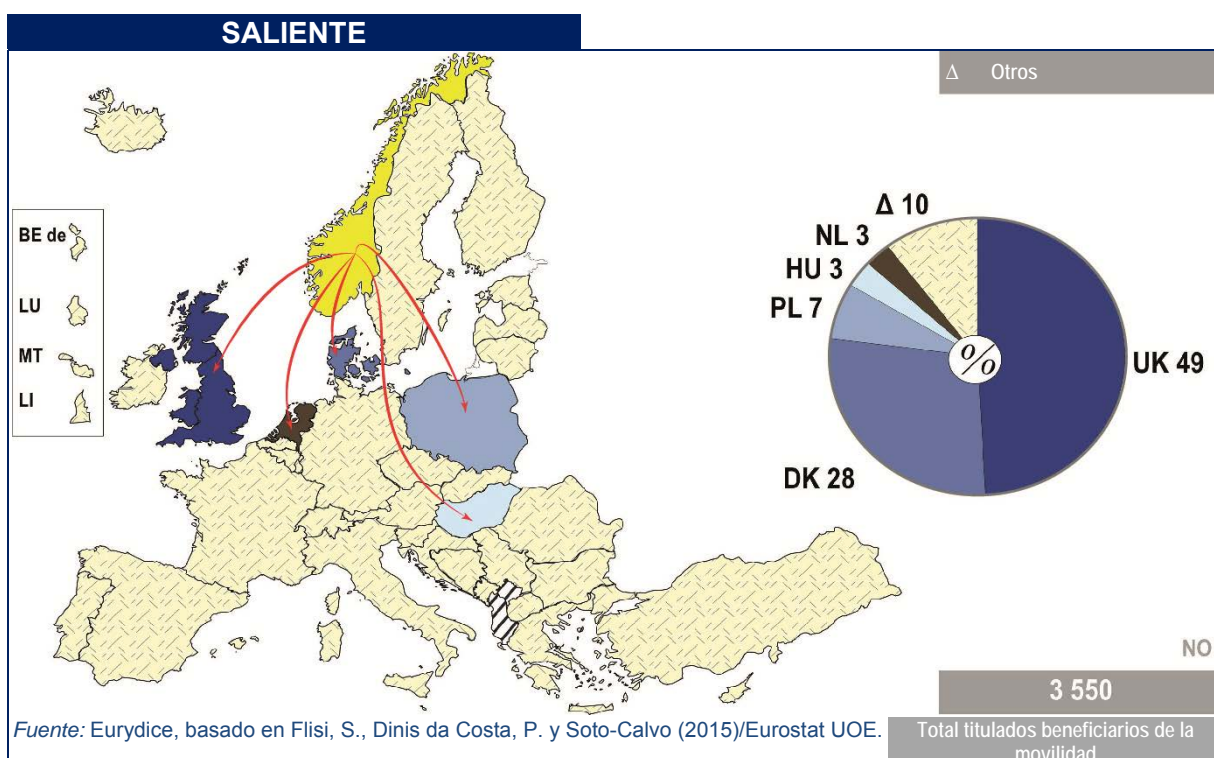 SALIENTE
Δ Otros
BE de
LU
MT
LI
Δ 10
NL 3
HU 3
PL 7
%
UK 49
DK 28
NO
3 550
Fuente: Eurydice, basado en Flisi, S., Dinis da Costa, P. y Soto-Calvo (2015)/Eurostat UOE.
Total titulados beneficiarios de la
movilidad